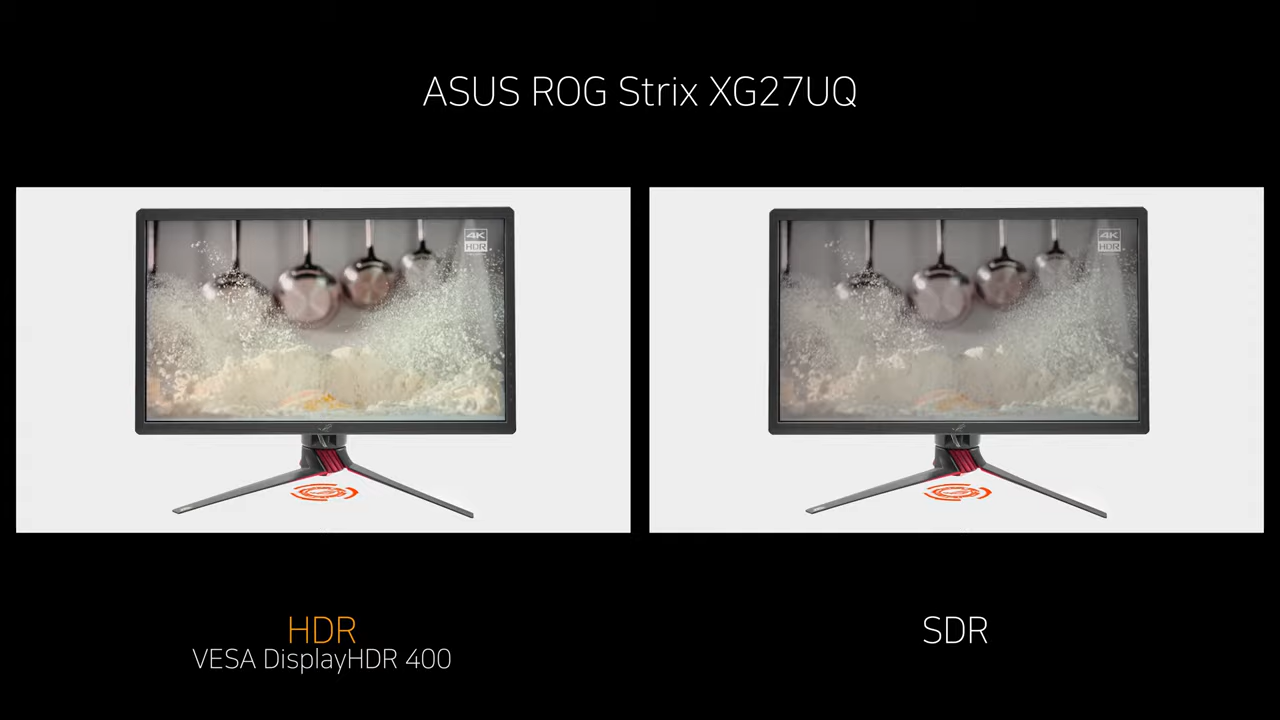 ASUS ROG Strix XG27UQ
4K
HDR
4K
HDR
HDR
VESA DisplayHDR 400
SDR